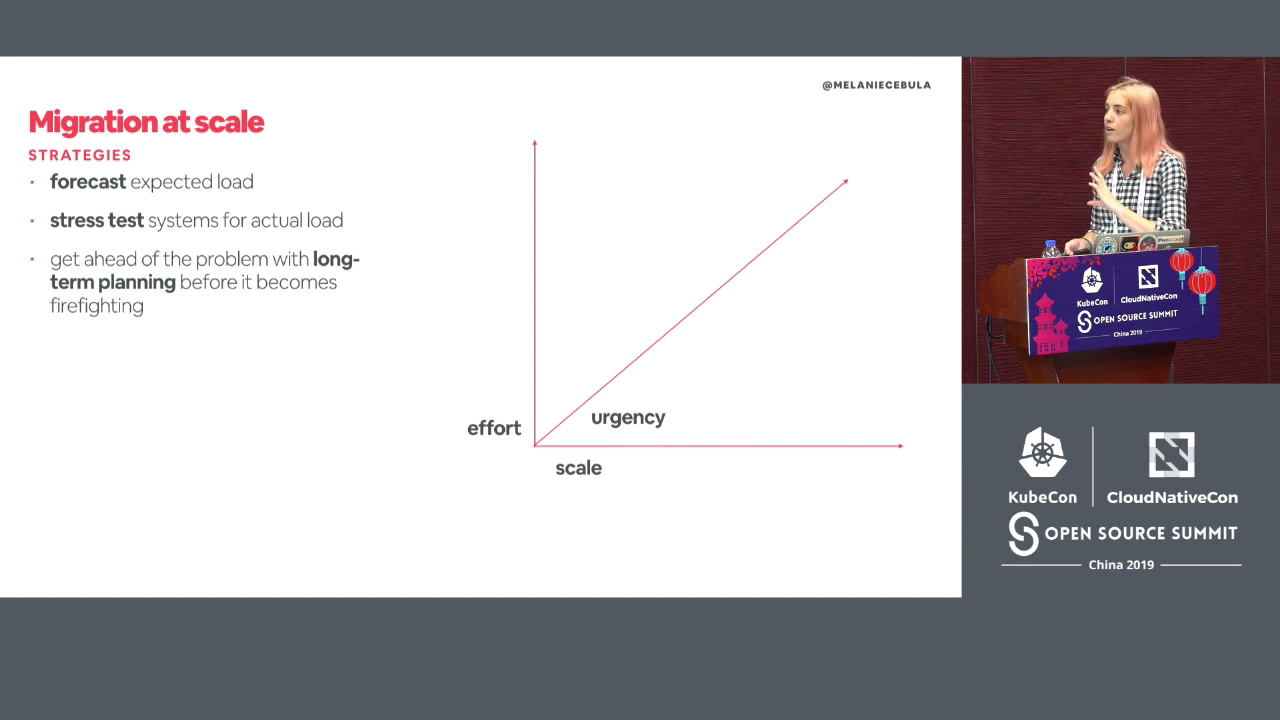 @MELANIECEBULA
Migration at scale
STRATEGIES
• forecast expected load
• stress test systems for actual load
• get ahead of the problem with long-
term planning before it becomes
firefighting
effort
urgency
scale
KubeCon
CloudNativeCon
OPEN SOURCE SUMMIT
China 2019
KubeCon
CloudNativeCon
OPEN SOURCE SUMMIT
China 2019